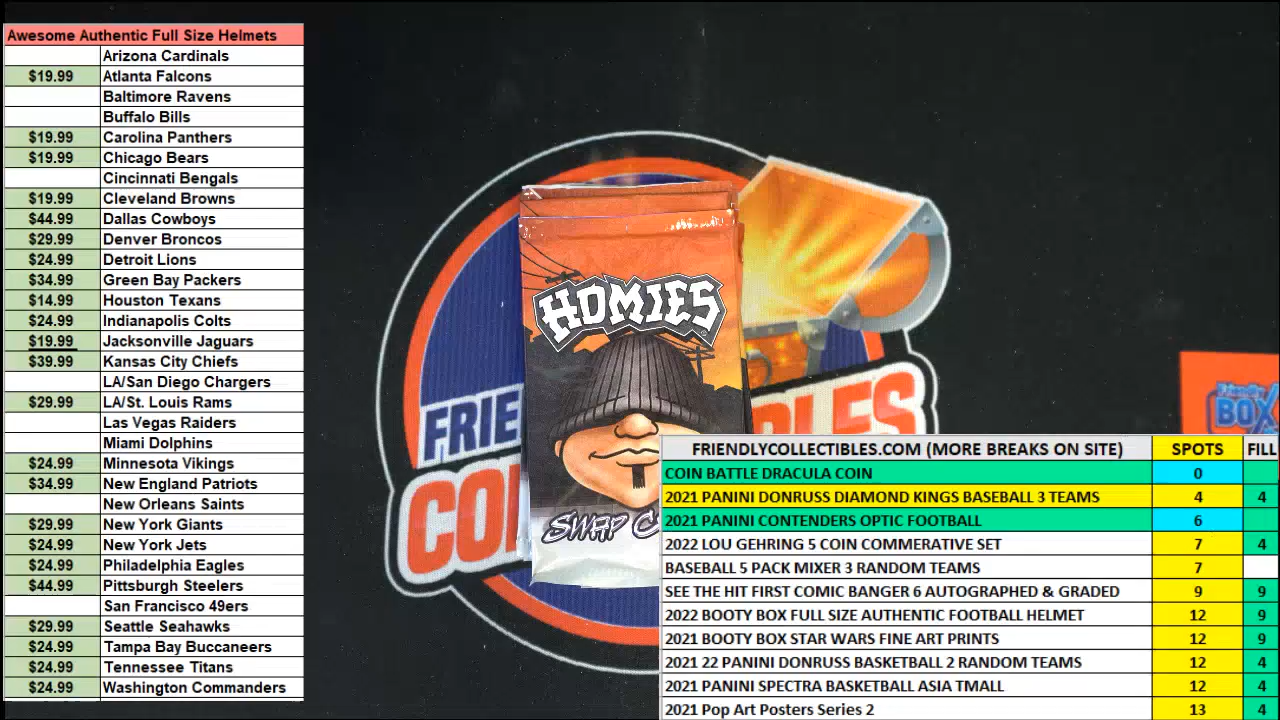 Awesome Authentic Full Size Helmets
Arizona Cardinals
$19.99 Atlanta Falcons
Baltimore Ravens
Buffalo Bills
$19.99 Carolina Panthers
$19.99 Chicago Bears
Cincinnati Bengals
$19.99 Cleveland Browns
$44.99 Dallas Cowboys
$29.99 Denver Broncos
$24.99 Detroit Lions
$34.99 Green Bay Packers
$14.99 Houston Texans
$24.99 Indianapolis Colts
$19.99 Jacksonville Jaguars
$39.99 Kansas City Chiefs
LA/San Diego Chargers
$29.99 LA/St. Louis Rams
Las Vegas Raiders
Miami Dolphins
$24.99 Minnesota Vikings
$34.99 New England Patriots
New Orleans Saints
$29.99 New York Giants
$24.99 New York Jets
$24.99 Philadelphia Eagles
$44.99 Pittsburgh Steelers
San Francisco 49ers
$29.99 Seattle Seahawks
$24.99 Tampa Bay Buccaneers
$24.99 Tennessee Titans
$24.99 Washington Commanders
HOMIES
SWAP C
FRIE
BLES
CO
Friendly
BOX
FRIENDLYCOLLECTIBLES.COM (MORE BREAKS ON SITE) SPOTS FILL
COIN BATTLE DRACULA COIN 0
2021 PANINI DONRUSS DIAMOND KINGS BASEBALL 3 TEAMS 4 4
2021 PANINI CONTENDERS OPTIC FOOTBALL 6
2022 LOU GEHRING 5 COIN COMMERATIVE SET 7 4
BASEBALL 5 PACK MIXER 3 RANDOM TEAMS 7
SEE THE HIT FIRST COMIC BANGER 6 AUTOGRAPHED & GRADED 9 9
2022 BOOTY BOX FULL SIZE AUTHENTIC FOOTBALL HELMET 12 9
2021 BOOTY BOX STAR WARS FINE ART PRINTS 12 9
2021 22 PANINI DONRUSS BASKETBALL 2 RANDOM TEAMS 12 4
2021 PANINI SPECTRA BASKETBALL ASIA TMALL 12 4
2021 Pop Art Posters Series 2 13 4